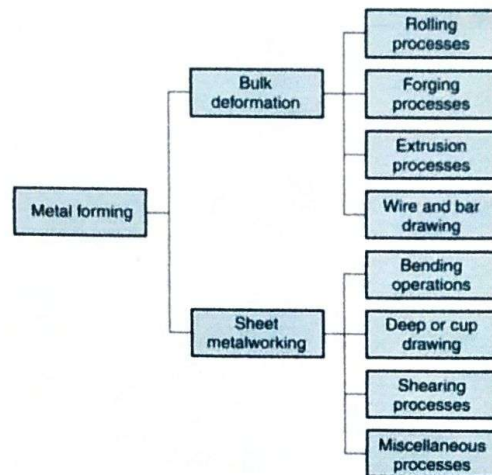 Rolling
processes
Bulk
deformation
Forging
processes
Extrusion
processes
Metal forming
Wire and bar
drawing
Bending
operations
Sheet
metalworking
Deep or cup
drawing
Shearing
processes
Miscellaneous
processes